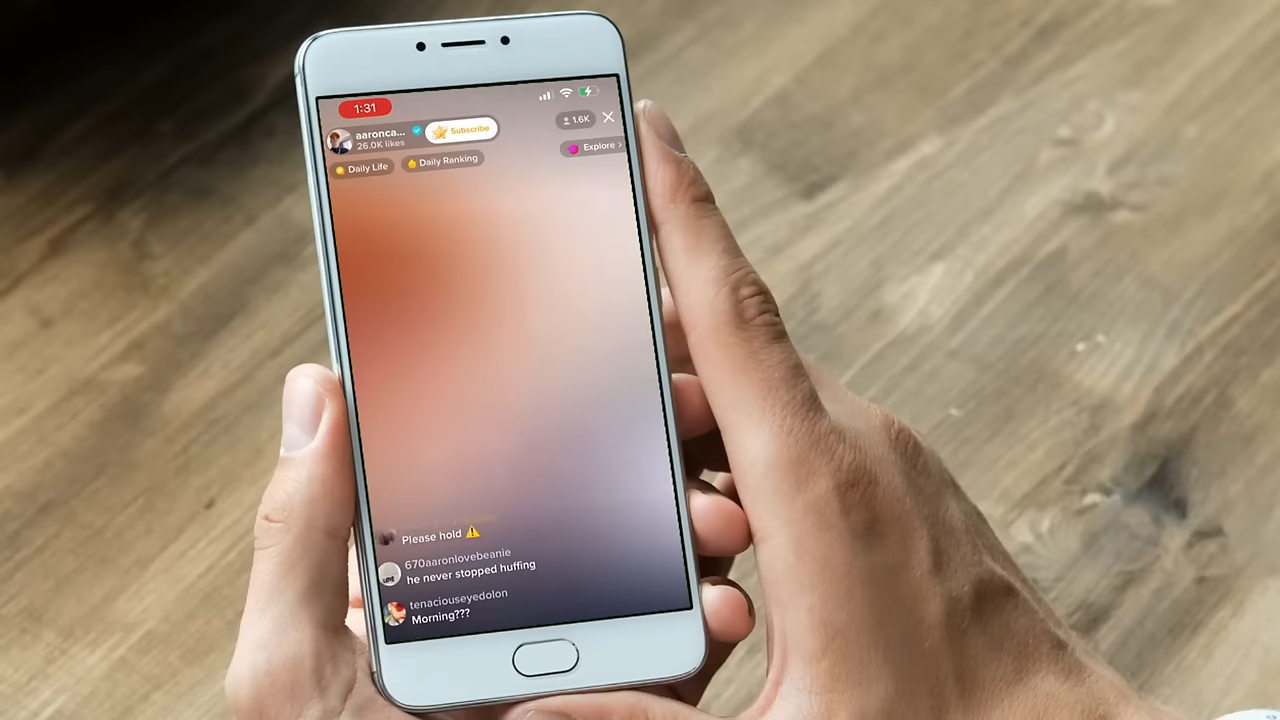 1:31
aaronca...
Subscribe
26.0K likes
1.6K
Daily Life
Daily Ranking
Explore >
Please hold ⚠️
670aaronlovebeanie
he never stopped huffing
tenaciouseyedolon
Morning???